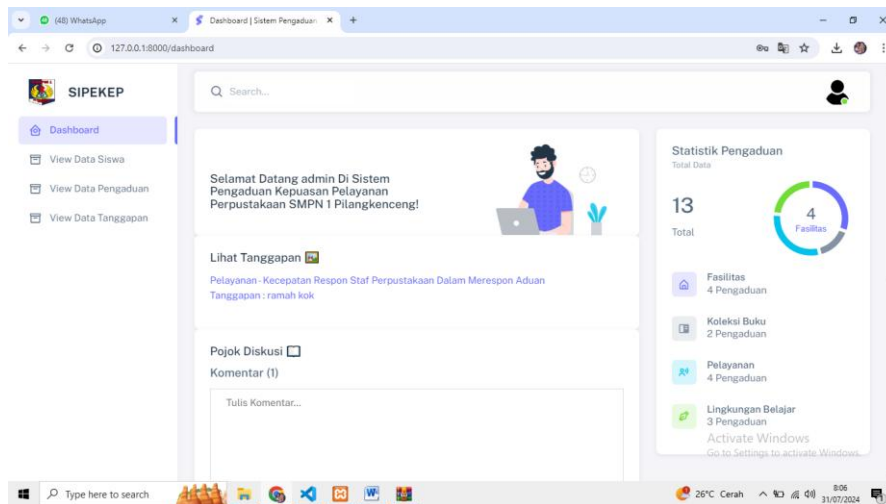 (48) WhatsApp
Dashboard | Sistem Pengaduan
127.0.0.1:8000/dashboard
SIPEKEP
Search...
Dashboard
View Data Siswa
View Data Pengaduan
View Data Tanggapan
Selamat Datang admin Di Sistem
Pengaduan Kepuasan Pelayanan
Perpustakaan SMPN 1 Pilangkenceng!
Lihat Tanggapan
Pelayanan - Kecepatan Respon Staf Perpustakaan Dalam Merespon Aduan
Tanggapan : ramah kok
Pojok Diskusi
Komentar (1)
Tulis Komentar...
Statistik Pengaduan
Total Data
13
Total
4
Fasilitas
Fasilitas
4 Pengaduan
Koleksi Buku
2 Pengaduan
Pelayanan
4 Pengaduan
Lingkungan Belajar
3 Pengaduan
Activate Windows
Go to Settings to activate Windows.
Type here to search
26°C Cerah
8:06
31/07/2024